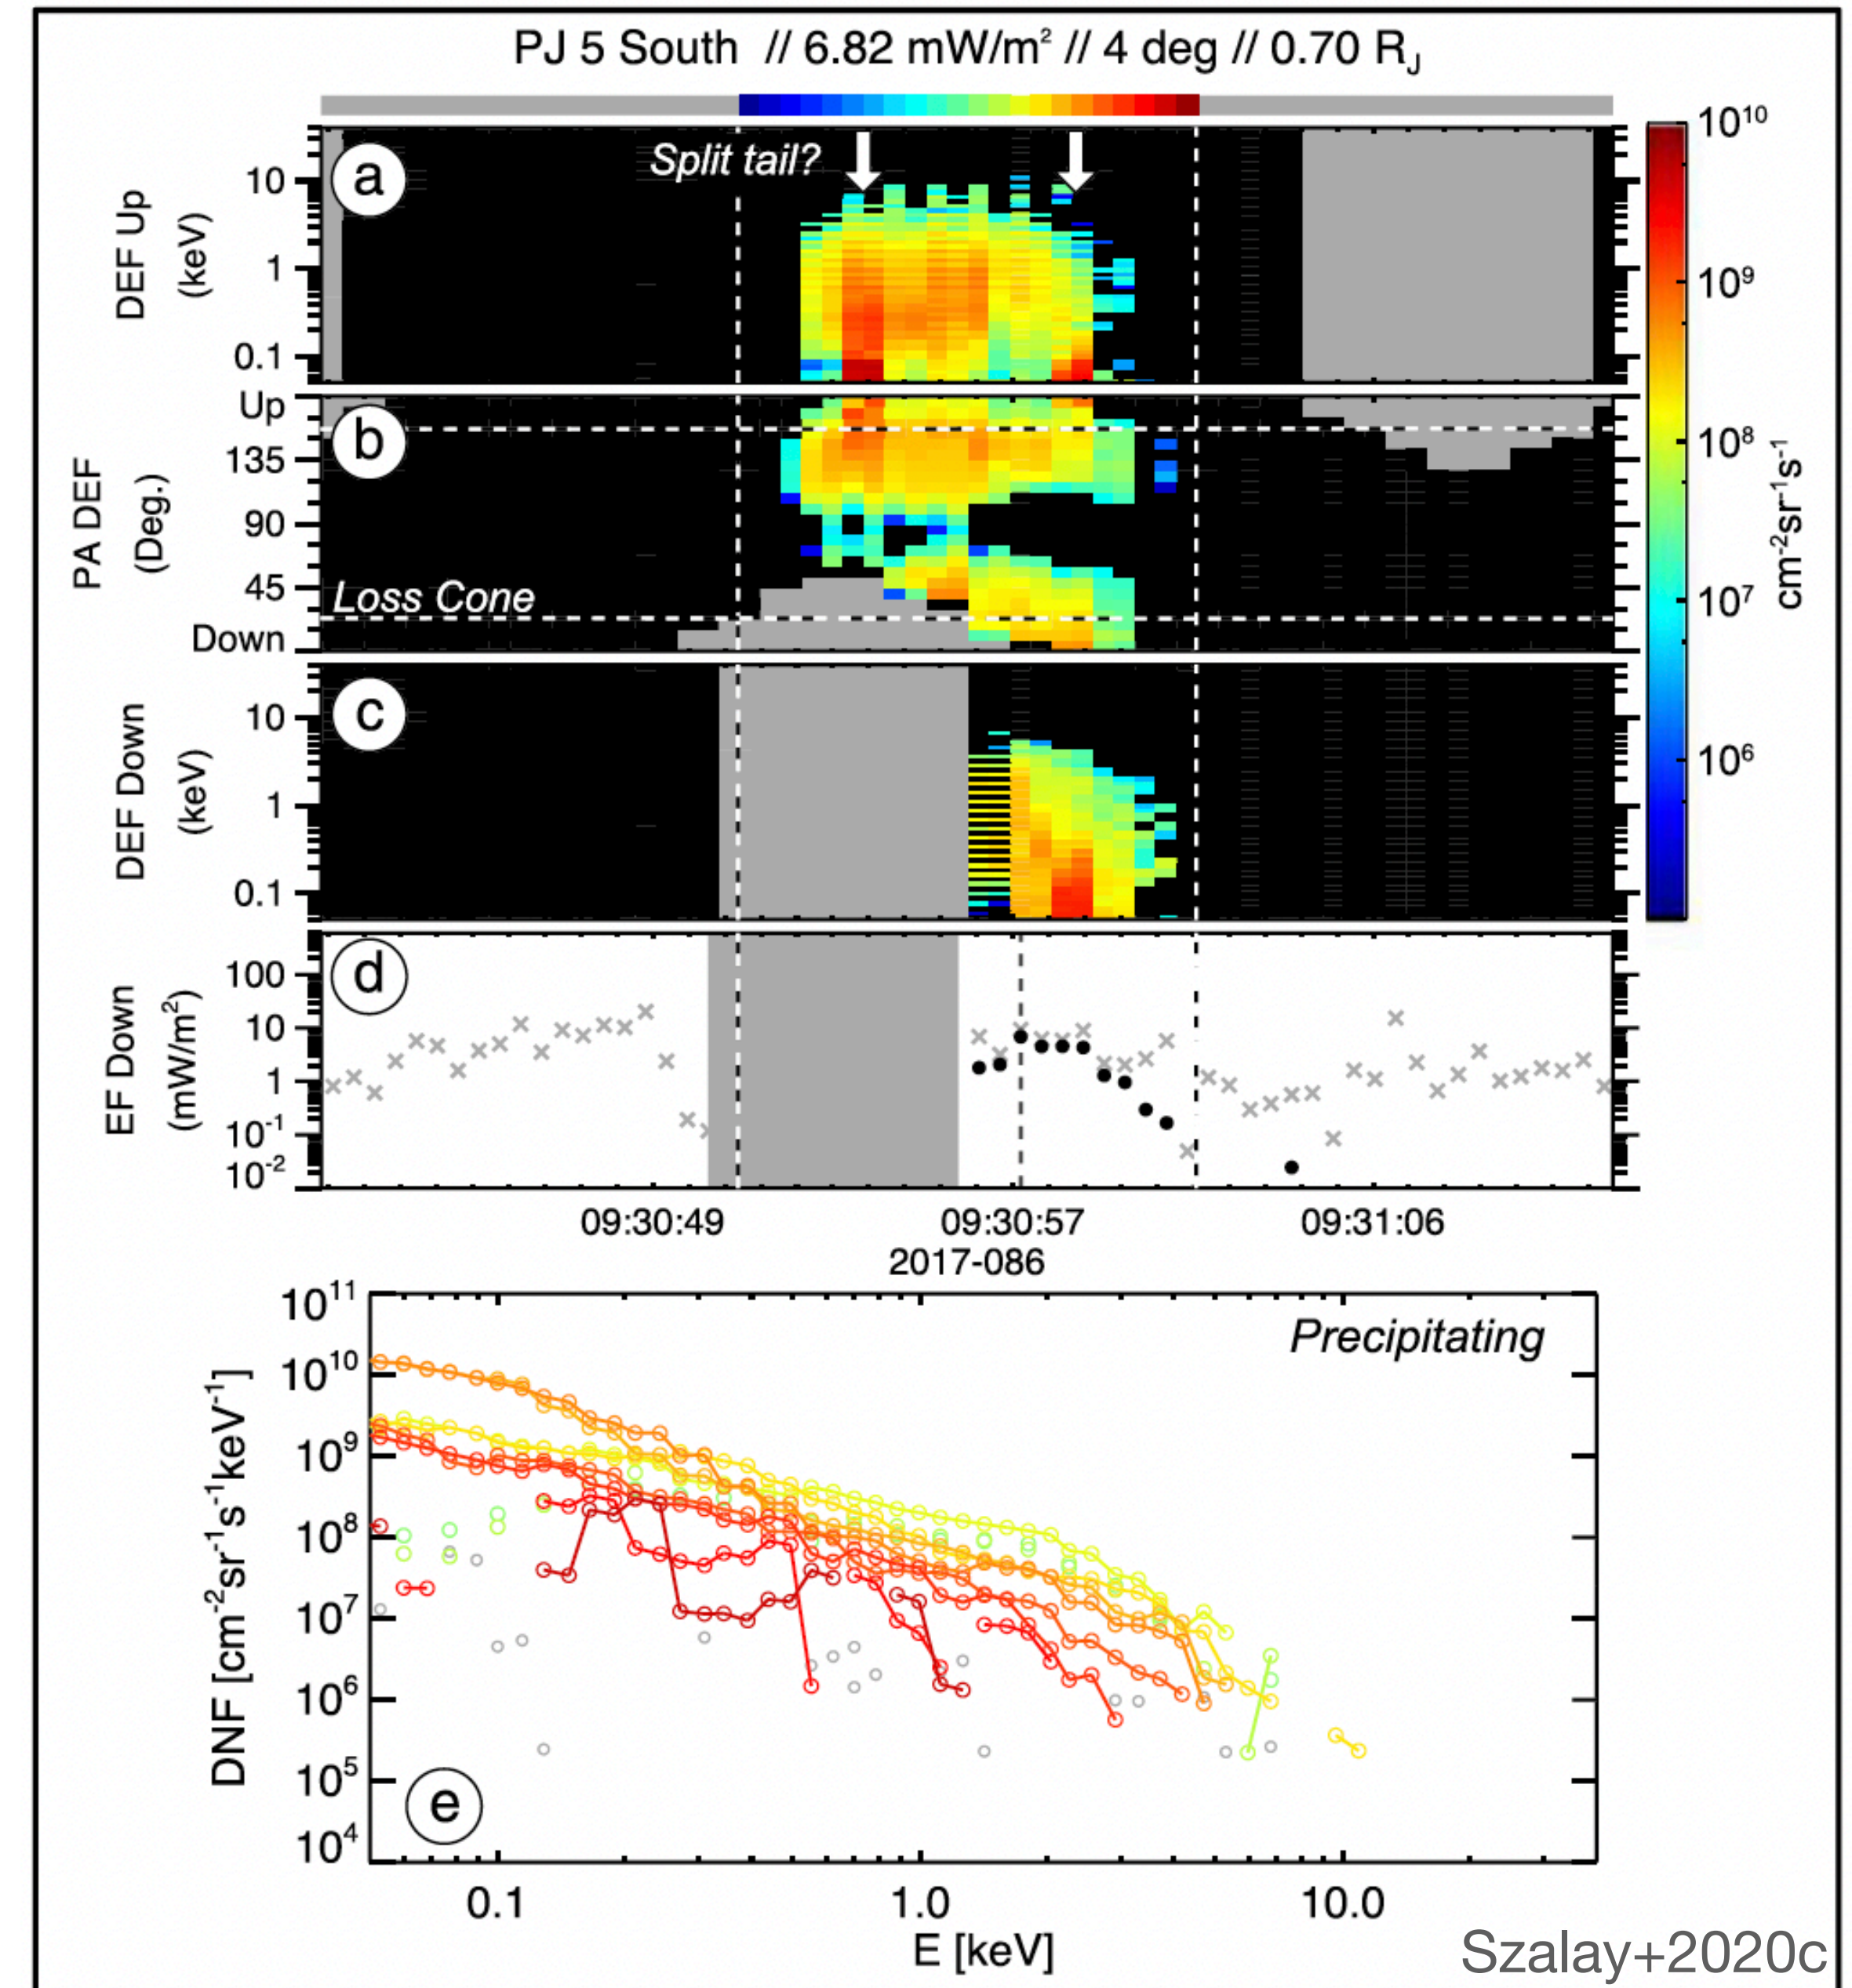 PJ 5 South // 6.82 mW/m² // 4 deg // 0.70 R_J
DEF Up
(keV)
10
1
0.1
a
Split tail?
PA DEF
(Deg.)
Up
135
90
45
Down
b
Loss Cone
DEF Down
(keV)
10
1
0.1
c
EF Down
(mW/m²)
100
10
1
10⁻¹
10⁻²
d
10¹⁰
10⁹
10⁸
10⁷
10⁶
cm⁻²sr⁻¹s⁻¹
09:30:49 09:30:57 09:31:06
2017-086
DNF [cm⁻²sr⁻¹s⁻¹keV⁻¹]
10¹¹
10¹⁰
10⁹
10⁸
10⁷
10⁶
10⁵
10⁴
Precipitating
e
0.1 1.0 10.0
E [keV]
Szalay+2020c